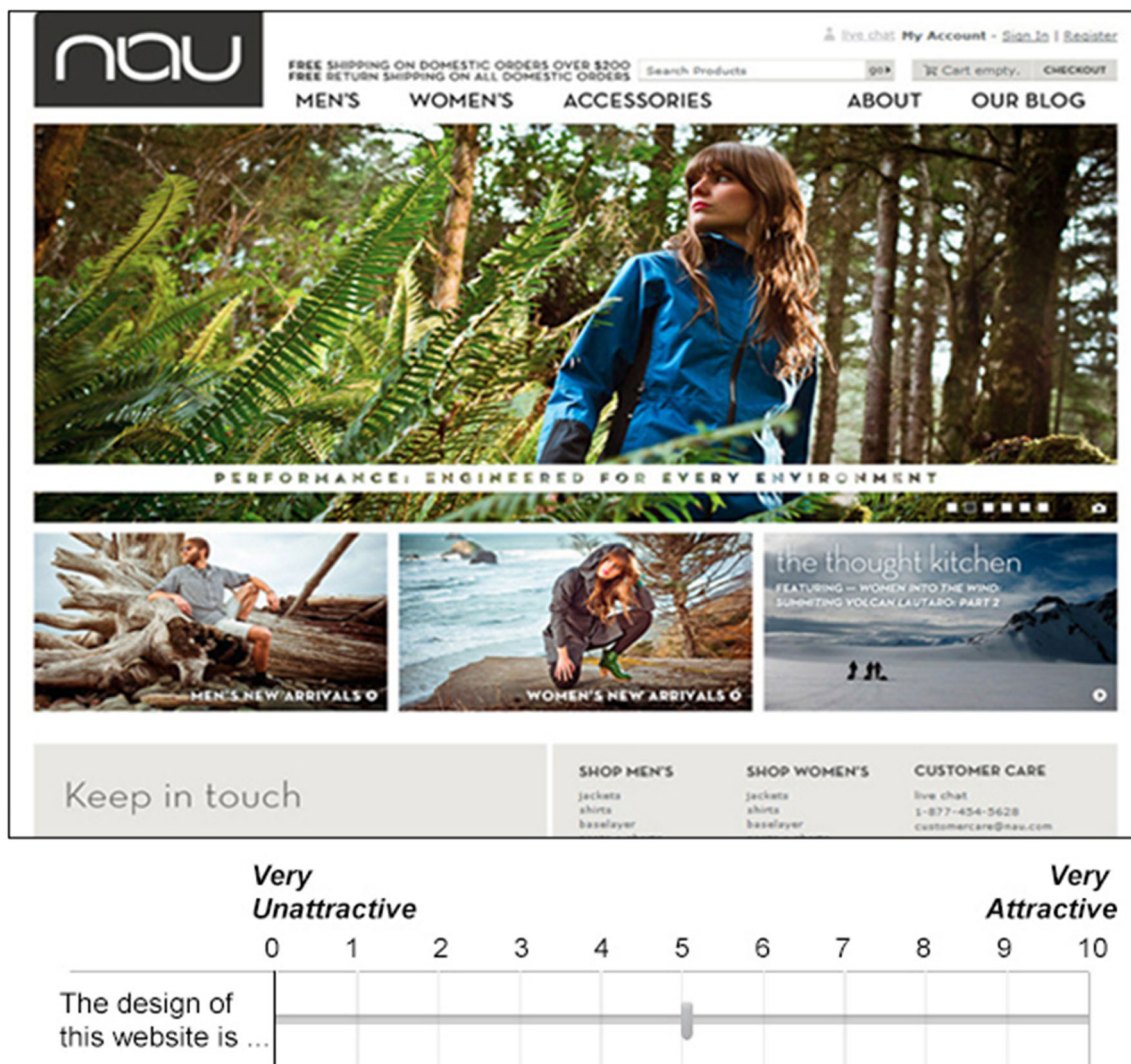 nau
live chat My Account - Sign In | Register
FREE SHIPPING ON DOMESTIC ORDERS OVER $200
FREE RETURN SHIPPING ON ALL DOMESTIC ORDERS
Search Products go
Cart empty. CHECKOUT
MEN'S WOMEN'S ACCESSORIES ABOUT OUR BLOG
PERFORMANCE: ENGINEERED FOR EVERY ENVIRONMENT
MEN'S NEW ARRIVALS
WOMEN'S NEW ARRIVALS
the thought kitchen
FEATURING — WOMEN INTO THE WIND:
SUMMITING VOLCAN LAUTARO: PART 2
Keep in touch
SHOP MEN'S
jackets
shirts
baselayer
SHOP WOMEN'S
jackets
shirts
baselayer
CUSTOMER CARE
live chat
1-877-454-5628
customercare@nau.com
Very
Unattractive
Very
Attractive
0 1 2 3 4 5 6 7 8 9 10
The design of
this website is ...